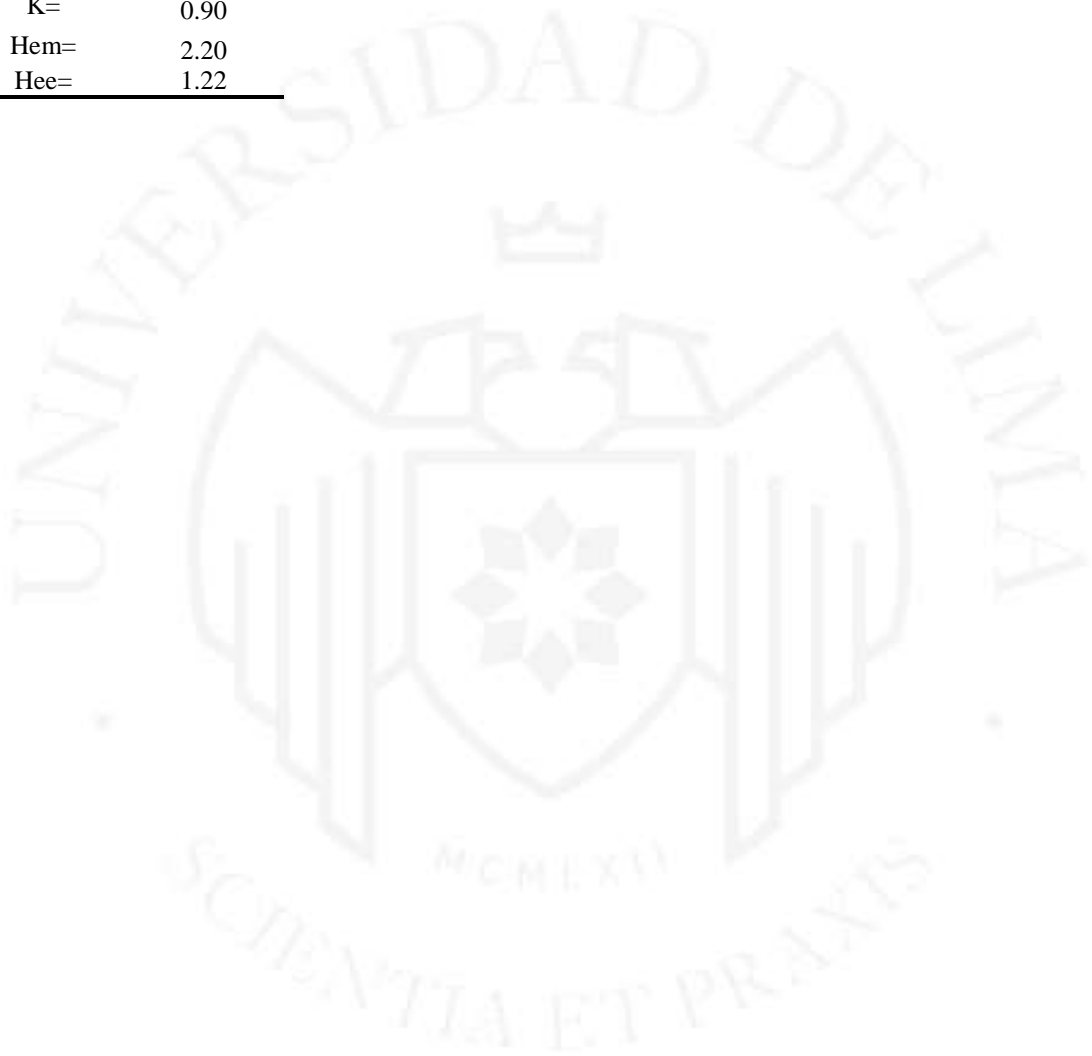 K= 0.90
Hem= 2.20
Hee= 1.22
UNIVERSIDAD DE LIMA
MCMLXII
SCIENTIA ET PRAXIS